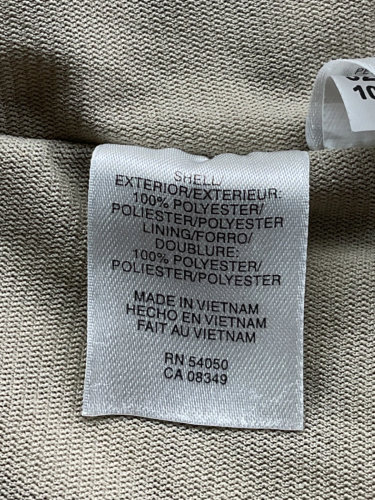 SHELL/
EXTERIOR/EXTERIEUR:
100% POLYESTER/
POLIESTER/POLYESTER
LINING/FORRO/
DOUBLURE:
100% POLYESTER/
POLIESTER/POLYESTER
MADE IN VIETNAM
HECHO EN VIETNAM
FAIT AU VIETNAM
RN 54050
CA 08349